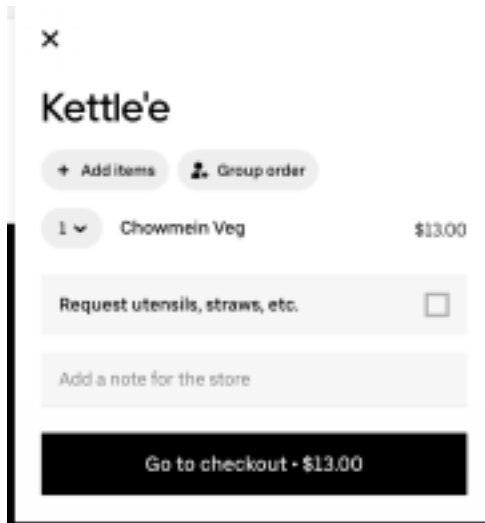 Kettle'e
+ Add items Group order
1 Chowmein Veg $13.00
Request utensils, straws, etc.
Add a note for the store
Go to checkout • $13.00